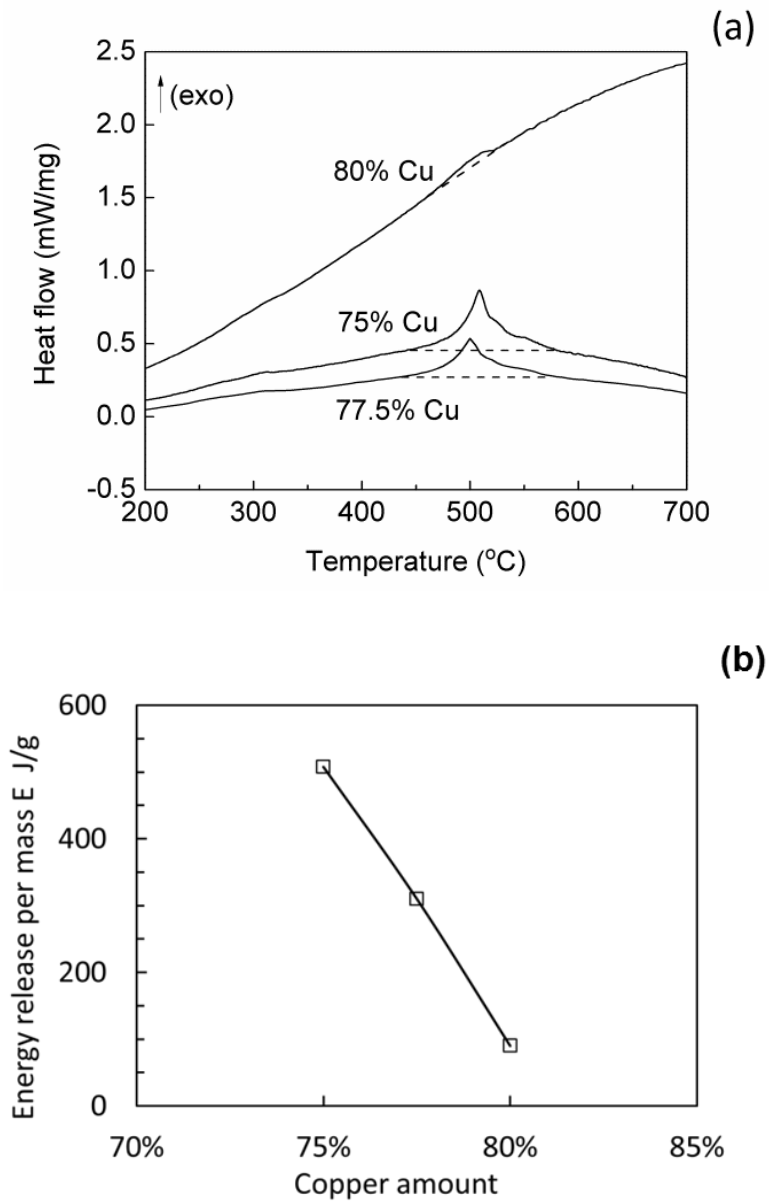 (a)
2.5
(exo)
2.0
80% Cu
1.5
1.0
75% Cu
0.5
0.0
77.5% Cu
-0.5
200 300 400 500 600 700
Heat flow (mW/mg)
Temperature (°C)
(b)
600
400
200
0
70% 75% 80% 85%
Energy release per mass E J/g
Copper amount